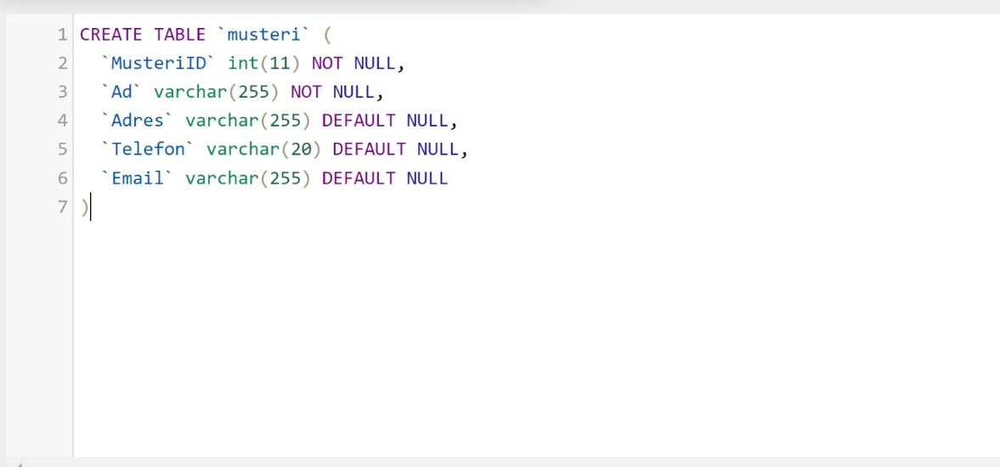 1 CREATE TABLE `musteri` (
2 `MusteriID` int(11) NOT NULL,
3 `Ad` varchar(255) NOT NULL,
4 `Adres` varchar(255) DEFAULT NULL,
5 `Telefon` varchar(20) DEFAULT NULL,
6 `Email` varchar(255) DEFAULT NULL
7 )